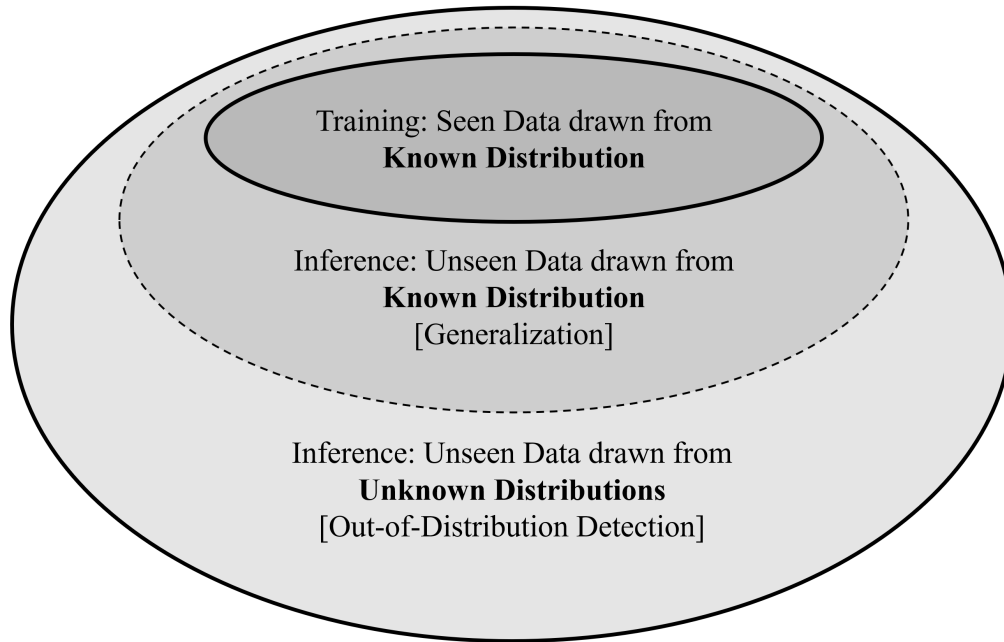 Training: Seen Data drawn from
Known Distribution
Inference: Unseen Data drawn from
Known Distribution
[Generalization]
Inference: Unseen Data drawn from
Unknown Distributions
[Out-of-Distribution Detection]